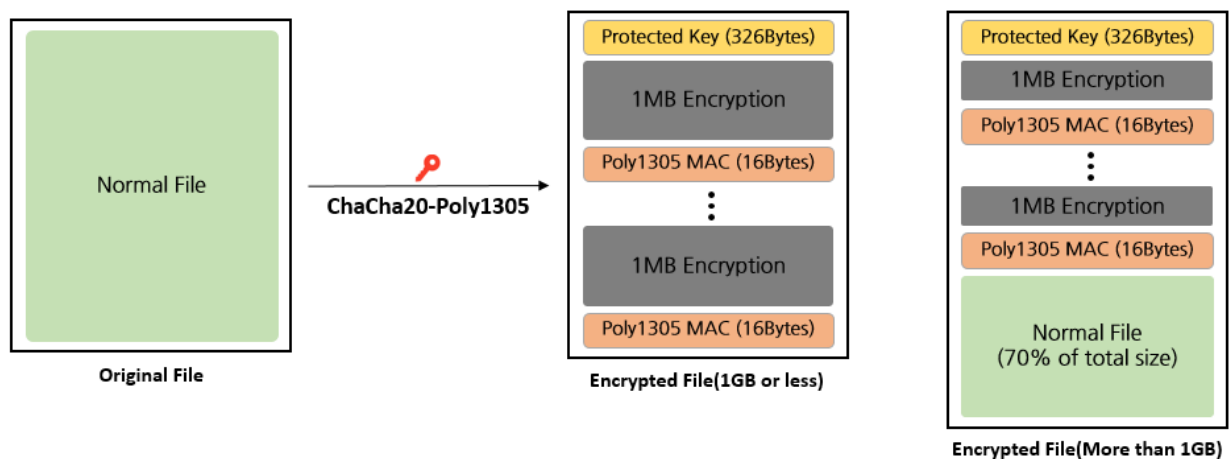 Normal File
Original File
ChaCha20-Poly1305
Protected Key (326Bytes)
1MB Encryption
Poly1305 MAC (16Bytes)
1MB Encryption
Poly1305 MAC (16Bytes)
Encrypted File(1GB or less)
Protected Key (326Bytes)
1MB Encryption
Poly1305 MAC (16Bytes)
1MB Encryption
Poly1305 MAC (16Bytes)
Normal File
(70% of total size)
Encrypted File(More than 1GB)